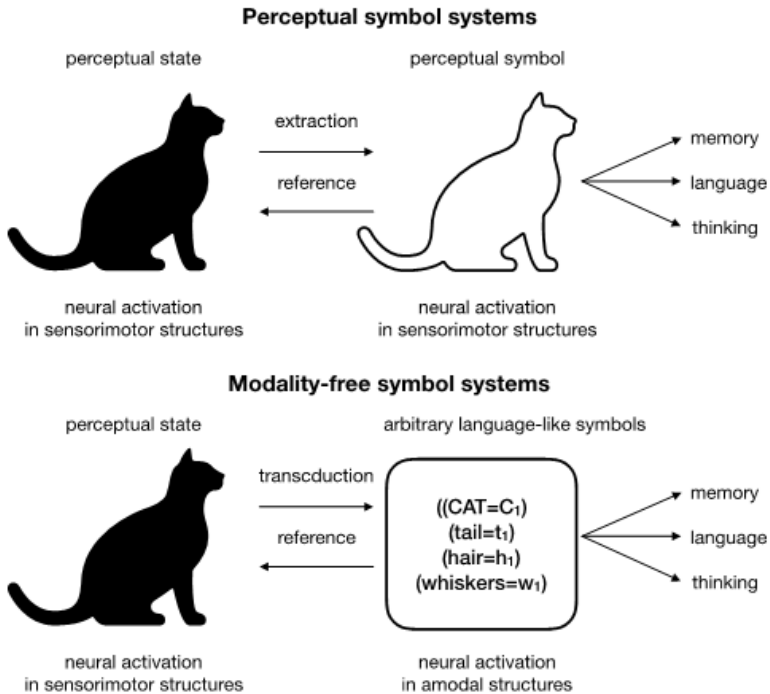 Perceptual symbol systems
perceptual state
perceptual symbol
extraction
reference
memory
language
thinking
neural activation
in sensorimotor structures
neural activation
in sensorimotor structures
Modality-free symbol systems
perceptual state
arbitrary language-like symbols
transcduction
reference
((CAT=C₁)
(tail=t₁)
(hair=h₁)
(whiskers=w₁)
memory
language
thinking
neural activation
in sensorimotor structures
neural activation
in amodal structures